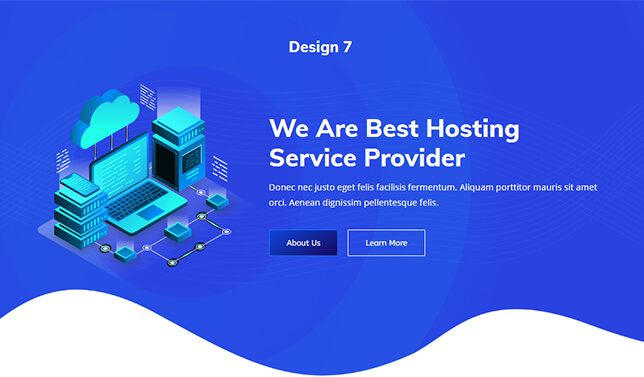 Design 7
We Are Best Hosting
Service Provider
Donec nec justo eget felis facilisis fermentum. Aliquam porttitor mauris sit amet
orci. Aenean dignissim pellentesque felis.
About Us
Learn More